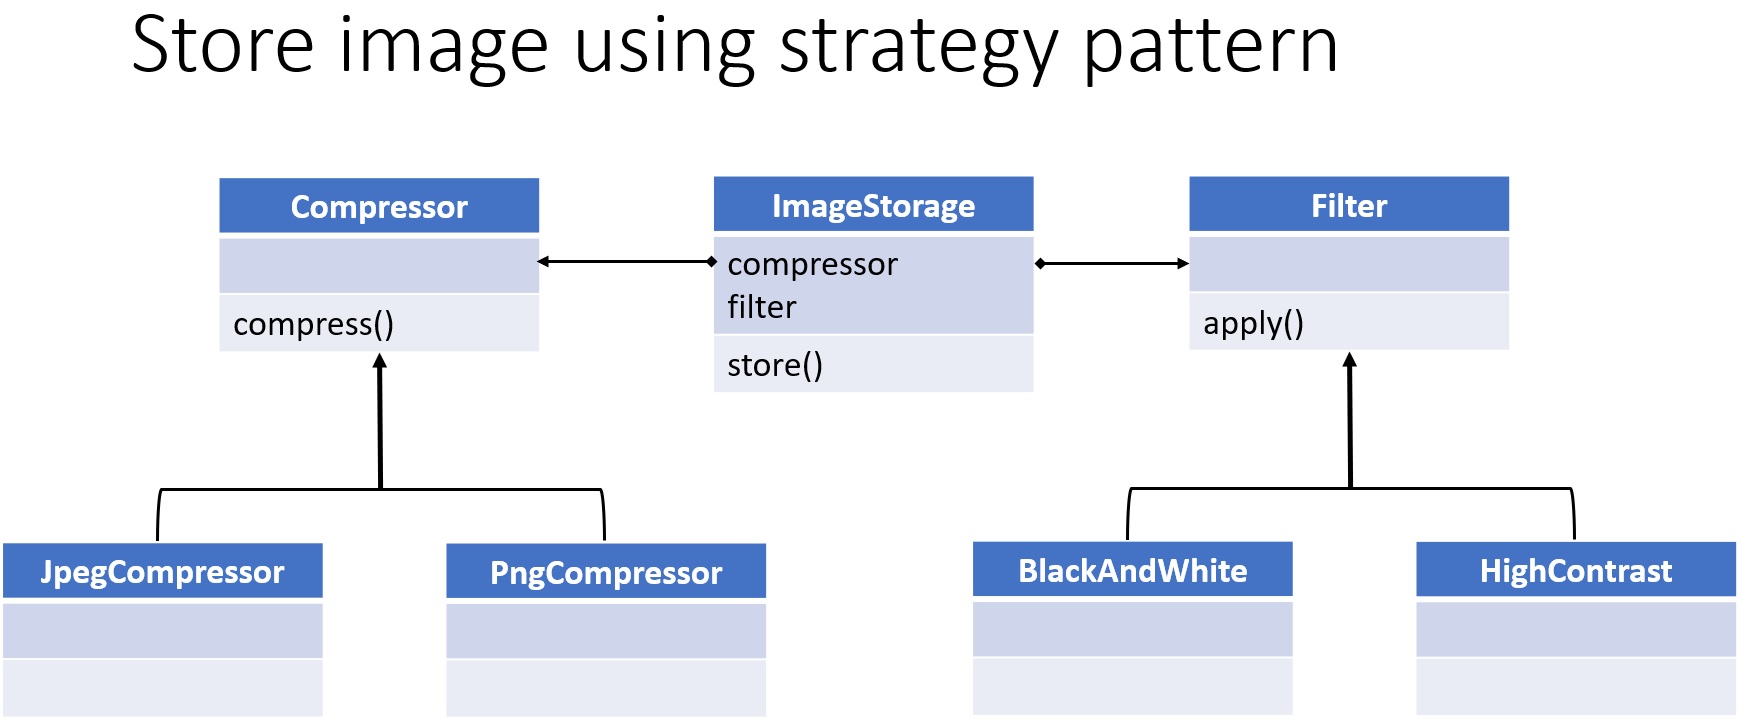 Store image using strategy pattern
Compressor
compress()
ImageStorage
compressor
filter
store()
Filter
apply()
JpegCompressor
PngCompressor
BlackAndWhite
HighContrast